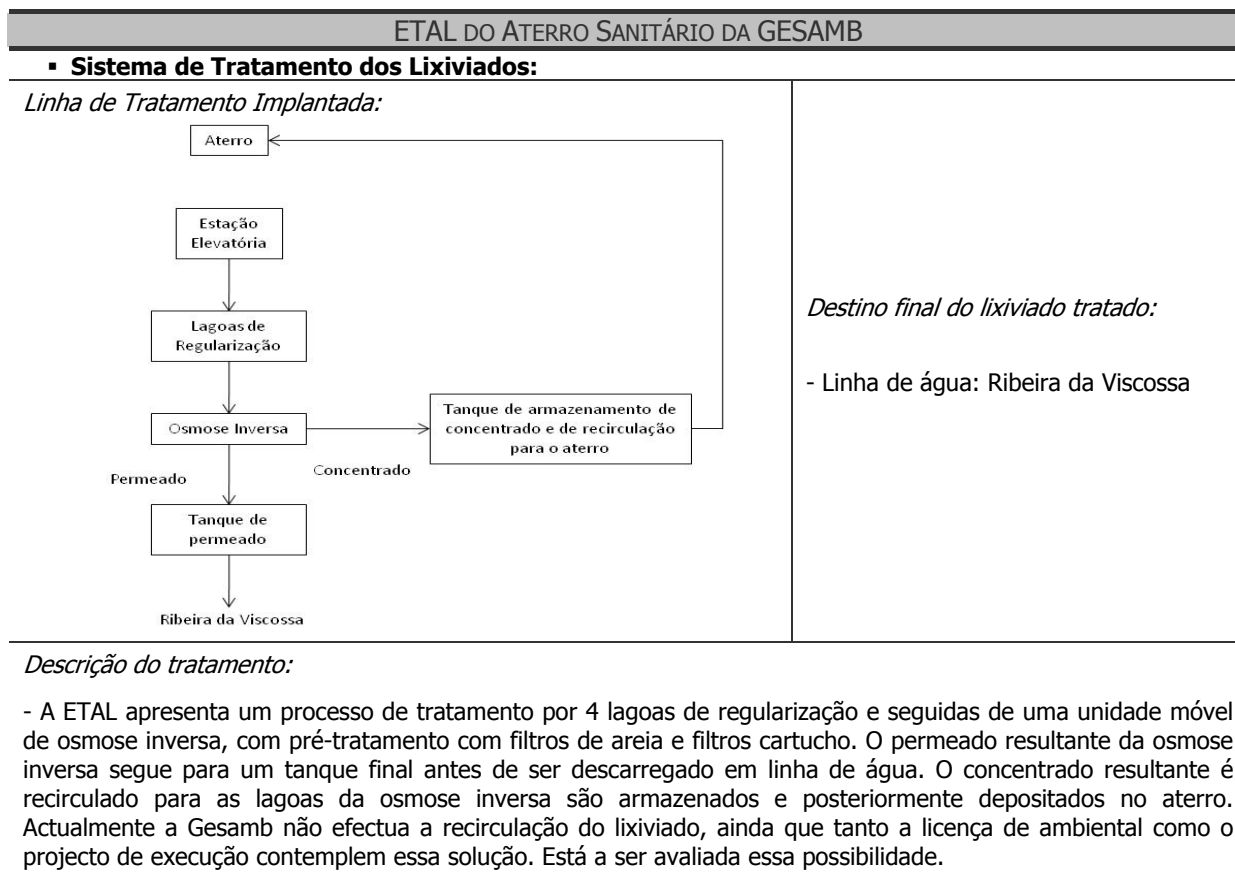 ETAL DO ATERRO SANITÁRIO DA GESAMB
▪ Sistema de Tratamento dos Lixiviados:
Linha de Tratamento Implantada:
Aterro
Estação
Elevatória
Lagoas de
Regularização
Osmose Inversa
Tanque de armazenamento de
concentrado e de recirculação
para o aterro
Permeado
Concentrado
Tanque de
permeado
Ribeira da Viscossa
Destino final do lixiviado tratado:
- Linha de água: Ribeira da Viscossa
Descrição do tratamento:
- A ETAL apresenta um processo de tratamento por 4 lagoas de regularização e seguidas de uma unidade móvel
de osmose inversa, com pré-tratamento com filtros de areia e filtros cartucho. O permeado resultante da osmose
inversa segue para um tanque final antes de ser descarregado em linha de água. O concentrado resultante é
recirculado para as lagoas da osmose inversa são armazenados e posteriormente depositados no aterro.
Actualmente a Gesamb não efectua a recirculação do lixiviado, ainda que tanto a licença de ambiental como o
projecto de execução contemplem essa solução. Está a ser avaliada essa possibilidade.